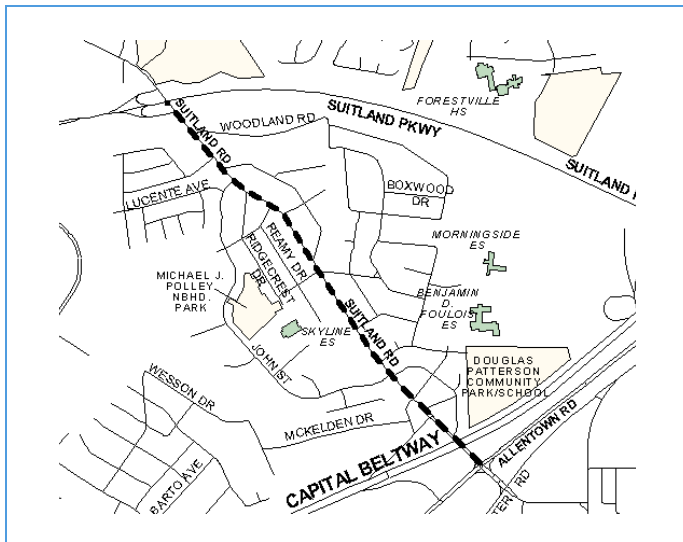 FORESTVILLE
HS
SUITLAND PKWY
SUITLAND RD
WOODLAND RD
SUITLAND
BOXWOOD
DR
LUCENTE AVE
MORNINGSIDE
ES
REAMY DR
RIDGECREST
DR
MICHAEL J.
POLLEY
NBHD.
PARK
BENJAMIN
D.
FOULOIS
ES
SKYLINE
ES
SUITLAND RD
JOHN ST
DOUGLAS
PATTERSON
COMMUNITY
PARK/SCHOOL
WESSON DR
MCKELDEN DR
ALLENTOWN RD
CAPITAL BELTWAY
BARTO AVE
RD